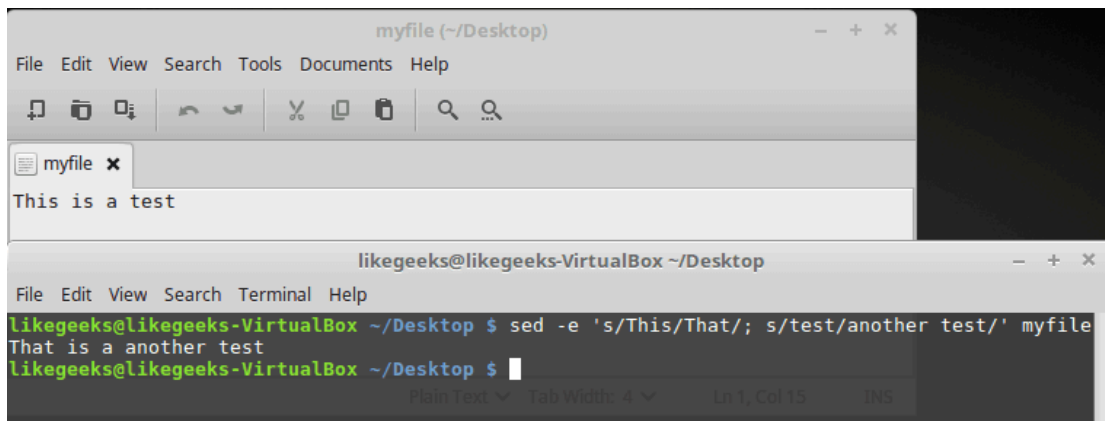 myfile (~/Desktop)
File Edit View Search Tools Documents Help
myfile
This is a test
likegeeks@likegeeks-VirtualBox ~/Desktop
File Edit View Search Terminal Help
likegeeks@likegeeks-VirtualBox ~/Desktop $ sed -e 's/This/That/; s/test/another test/' myfile
That is a another test
likegeeks@likegeeks-VirtualBox ~/Desktop $
Plain Text Tab Width: 4 Ln 1, Col 15 INS